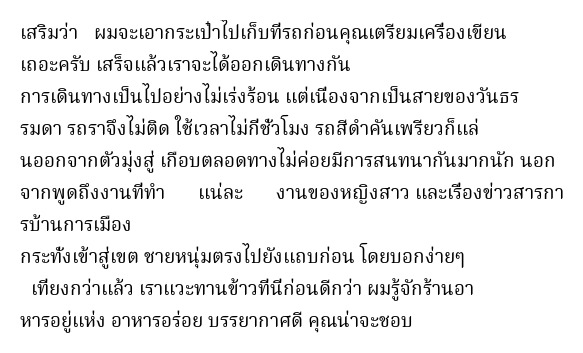 เสริมว่า   ผมจะเอากระเป๋าไปเก็บที่รถก่อนคุณเตรียมเครื่องเขียน
เถอะครับ เสร็จแล้วเราจะได้ออกเดินทางกัน
การเดินทางเป็นไปอย่างไม่เร่งร้อน แต่เนื่องจากเป็นสายของวันธร
รมดา รถราจึงไม่ติด ใช้เวลาไม่กี่ชั่วโมง รถสีดำคันเพรียวก็แล่
นออกจากตัวมุ่งสู่ เกือบตลอดทางไม่ค่อยมีการสนทนากันมากนัก นอก
จากพูดถึงงานที่ทำ       แน่ละ       งานของหญิงสาว และเรื่องข่าวสารกา
รบ้านการเมือง
กระทั่งเข้าสู่เขต ชายหนุ่มตรงไปยังแถบก่อน โดยบอกง่ายๆ
  เที่ยงกว่าแล้ว เราแวะทานข้าวที่นี่ก่อนดีกว่า ผมรู้จักร้านอา
หารอยู่แห่ง อาหารอร่อย บรรยากาศดี คุณน่าจะชอบ